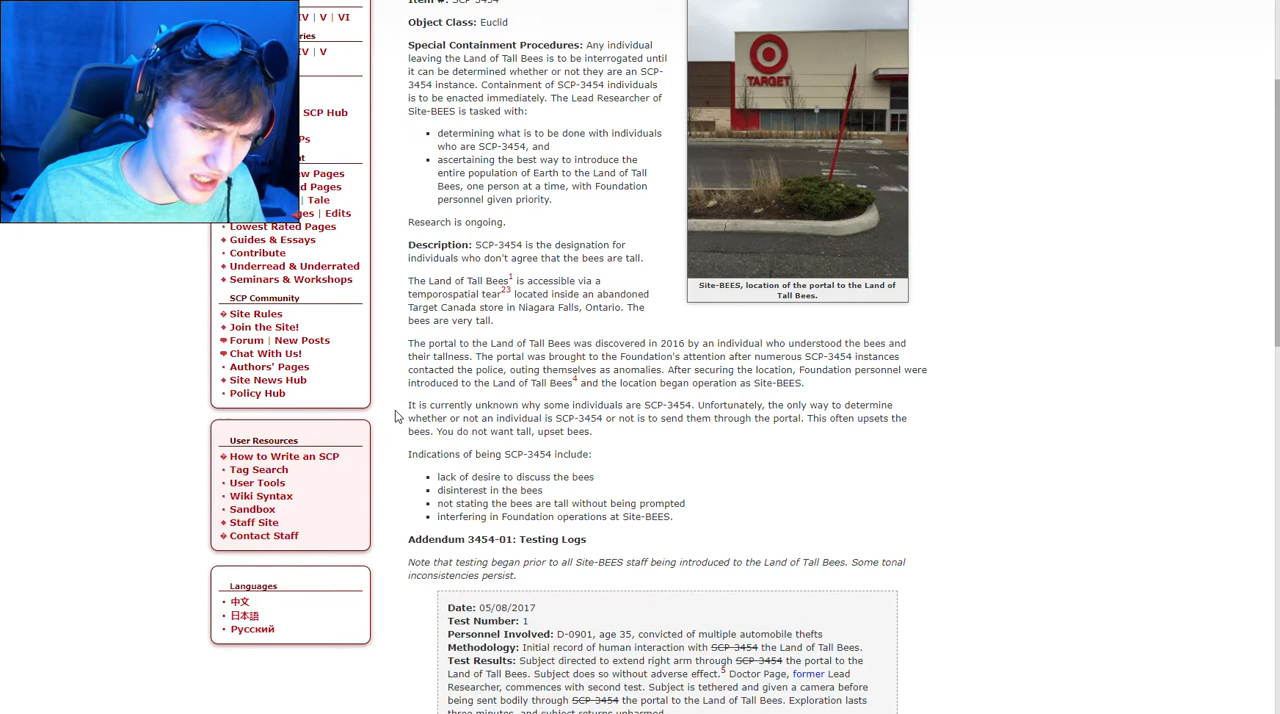 IV | V | VI
ries
IV | V
SCP Hub
Ps
nt
w Pages
d Pages
| Tale
ges | Edits
Lowest Rated Pages
Guides & Essays
Contribute
Underread & Underrated
Seminars & Workshops
SCP Community
Site Rules
Join the Site!
Forum | New Posts
Chat With Us!
Authors' Pages
Site News Hub
Policy Hub
User Resources
How to Write an SCP
Tag Search
User Tools
Wiki Syntax
Sandbox
Staff Site
Contact Staff
Languages
中文
日本語
Русский
Item #: SCP-3454
Object Class: Euclid
Special Containment Procedures: Any individual
leaving the Land of Tall Bees is to be interrogated until
it can be determined whether or not they are an SCP-
3454 instance. Containment of SCP-3454 individuals
is to be enacted immediately. The Lead Researcher of
Site-BEES is tasked with:
determining what is to be done with individuals
who are SCP-3454, and
ascertaining the best way to introduce the
entire population of Earth to the Land of Tall
Bees, one person at a time, with Foundation
personnel given priority.
Research is ongoing.
Description: SCP-3454 is the designation for
individuals who don't agree that the bees are tall.
The Land of Tall Bees1 is accessible via a
temporospatial tear23 located inside an abandoned
Target Canada store in Niagara Falls, Ontario. The
bees are very tall.
TARGET
Site-BEES, location of the portal to the Land of
Tall Bees.
The portal to the Land of Tall Bees was discovered in 2016 by an individual who understood the bees and
their tallness. The portal was brought to the Foundation's attention after numerous SCP-3454 instances
contacted the police, outing themselves as anomalies. After securing the location, Foundation personnel were
introduced to the Land of Tall Bees4 and the location began operation as Site-BEES.
It is currently unknown why some individuals are SCP-3454. Unfortunately, the only way to determine
whether or not an individual is SCP-3454 or not is to send them through the portal. This often upsets the
bees. You do not want tall, upset bees.
Indications of being SCP-3454 include:
lack of desire to discuss the bees
disinterest in the bees
not stating the bees are tall without being prompted
interfering in Foundation operations at Site-BEES.
Addendum 3454-01: Testing Logs
Note that testing began prior to all Site-BEES staff being introduced to the Land of Tall Bees. Some tonal
inconsistencies persist.
Date: 05/08/2017
Test Number: 1
Personnel Involved: D-0901, age 35, convicted of multiple automobile thefts
Methodology: Initial record of human interaction with SCP-3454 the Land of Tall Bees.
Test Results: Subject directed to extend right arm through SCP-3454 the portal to the
Land of Tall Bees. Subject does so without adverse effect.5 Doctor Page, former Lead
Researcher, commences with second test. Subject is tethered and given a camera before
being sent bodily through SCP-3454 the portal to the Land of Tall Bees. Exploration lasts
three minutes, and subject returns unharmed.